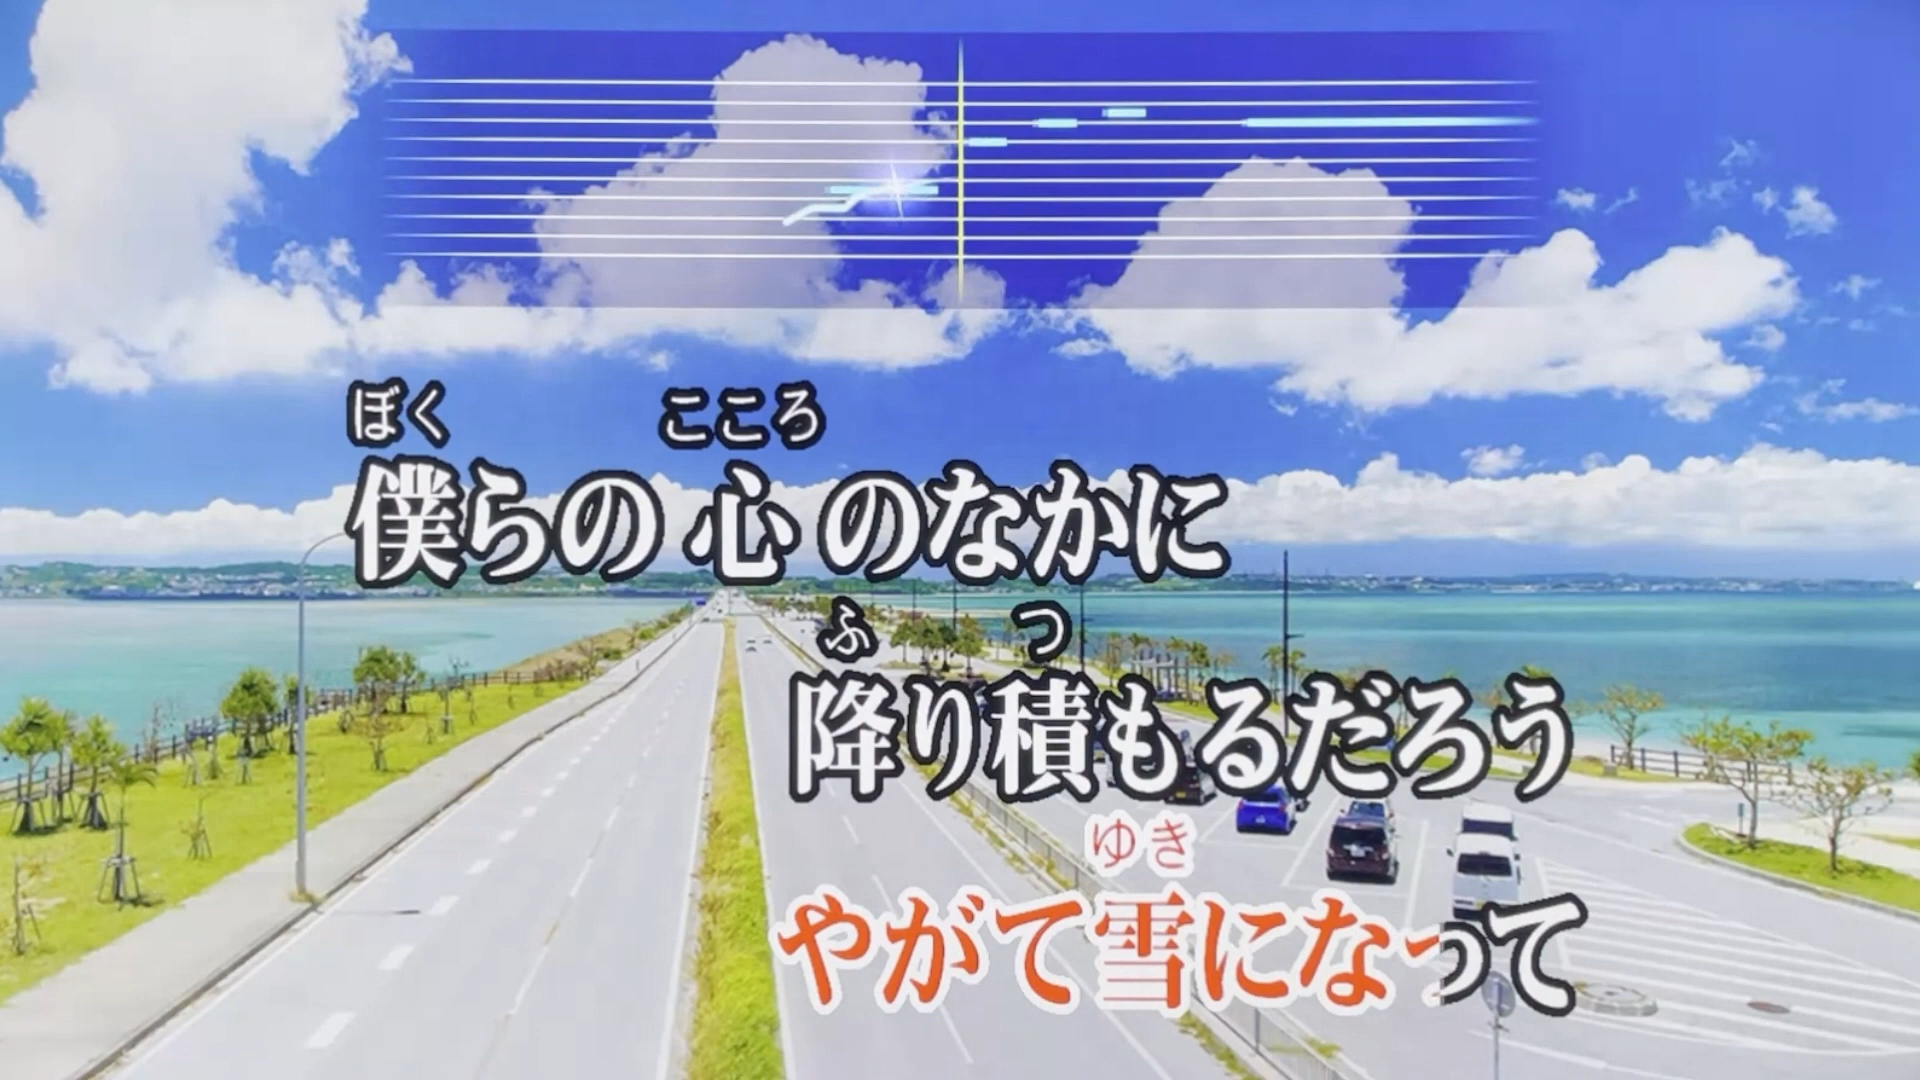 ぼく こころ
僕らの心のなかに
ふ つ
降り積もるだろう
ゆき
やがて雪になって